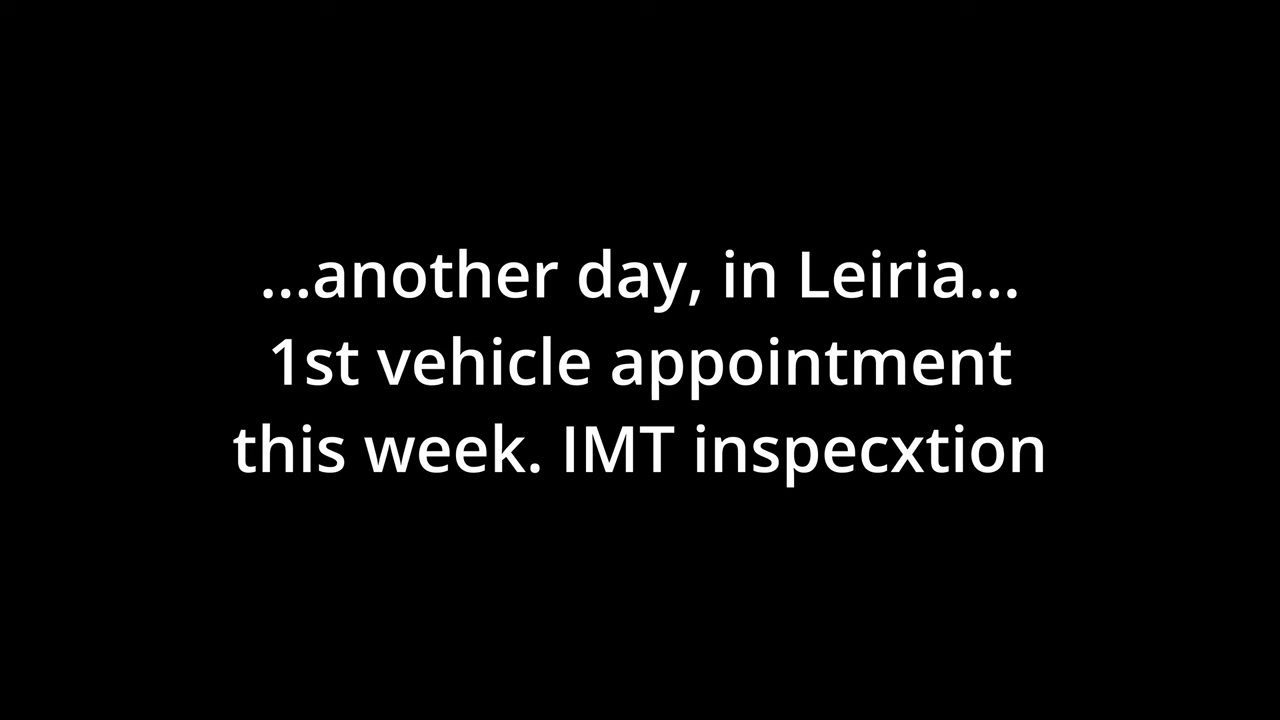 ...another day, in Leiria...
1st vehicle appointment
this week. IMT inspecxtion